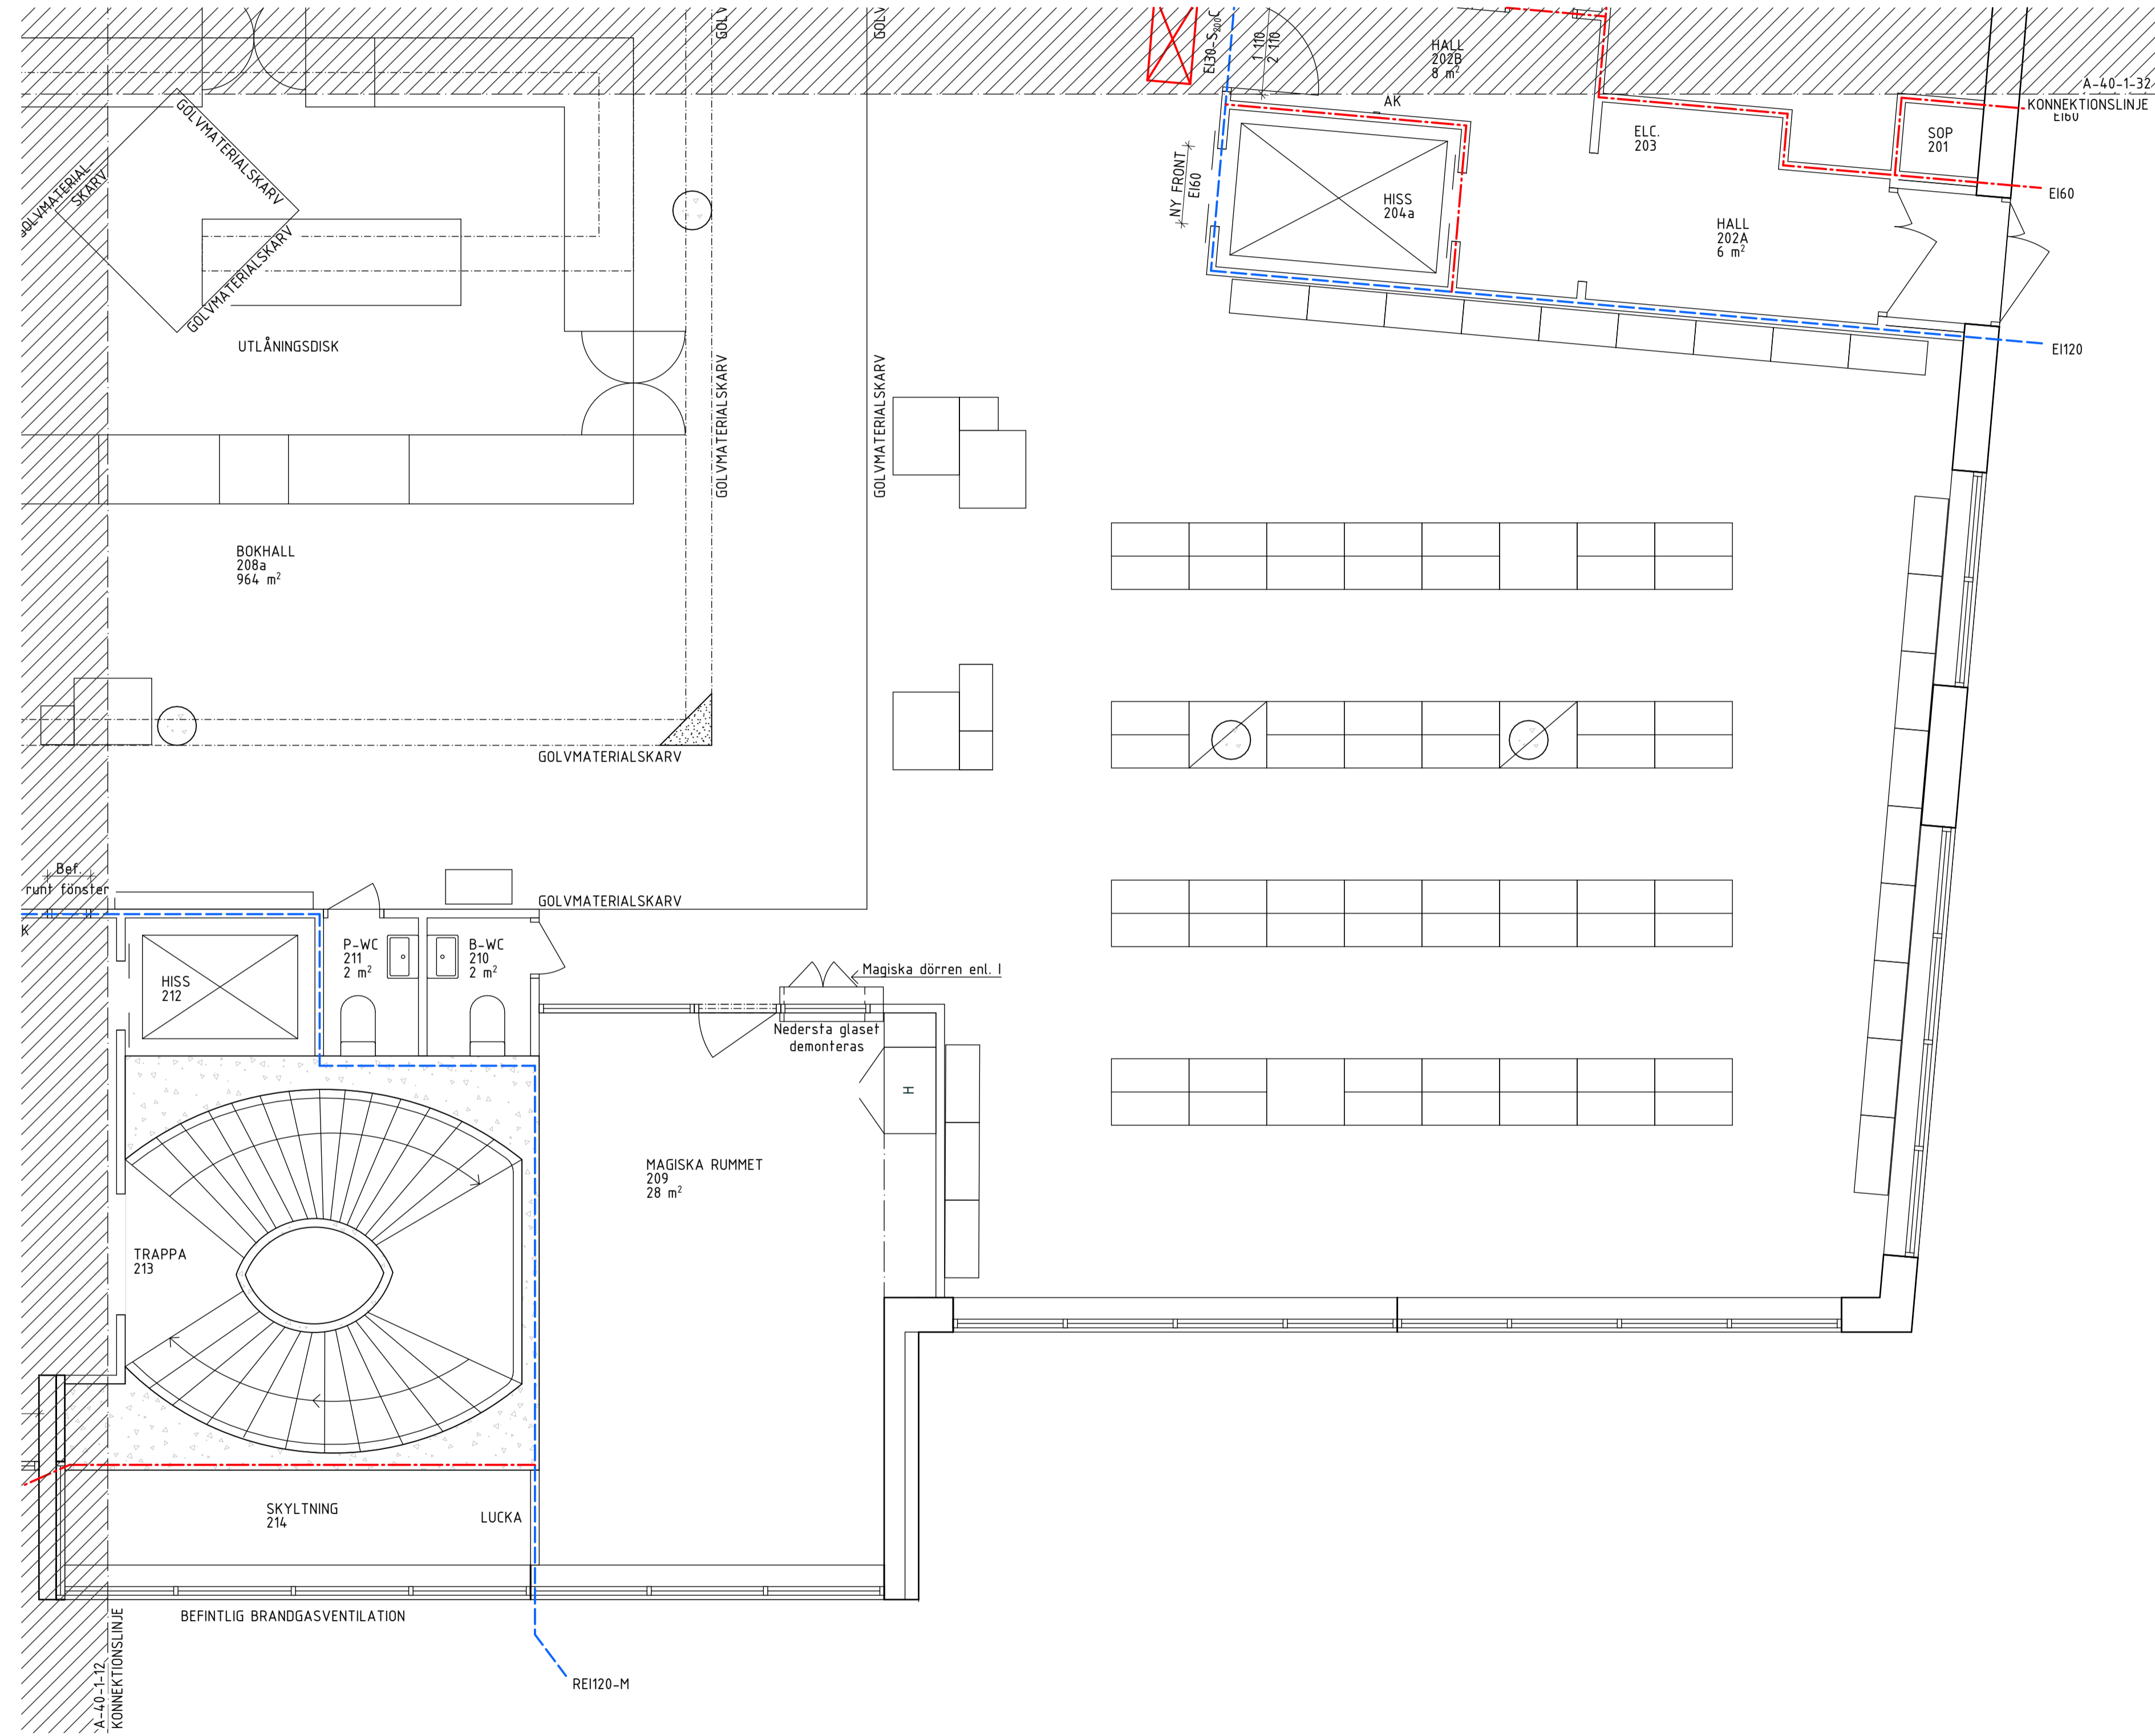 GOLV
GOLV
EI30-S200C
1 110
2 110
HALL
202B
8 m²
A-40-1-32
KONNEKTIONSLINJE
EI60
AK
ELC.
203
SOP
201
EI60
GOLVMATERIALSKARV
GOLVMATERIAL-
SKARV
GOLVMATERIALSKARV
NY FRONT
EI60
HISS
204a
HALL
202A
6 m²
UTLÅNINGSDISK
EI120
GOLVMATERIALSKARV
GOLVMATERIALSKARV
BOKHALL
208a
964 m²
GOLVMATERIALSKARV
Bef.
runt fönster
GOLVMATERIALSKARV
K
P-WC
211
2 m²
B-WC
210
2 m²
HISS
212
Magiska dörren enl. I
Nedersta glaset
demonteras
H
MAGISKA RUMMET
209
28 m²
TRAPPA
213
SKYLTNING
214
LUCKA
BEFINTLIG BRANDGASVENTILATION
A-40-1-12
KONNEKTIONSLINJE
REI120-M